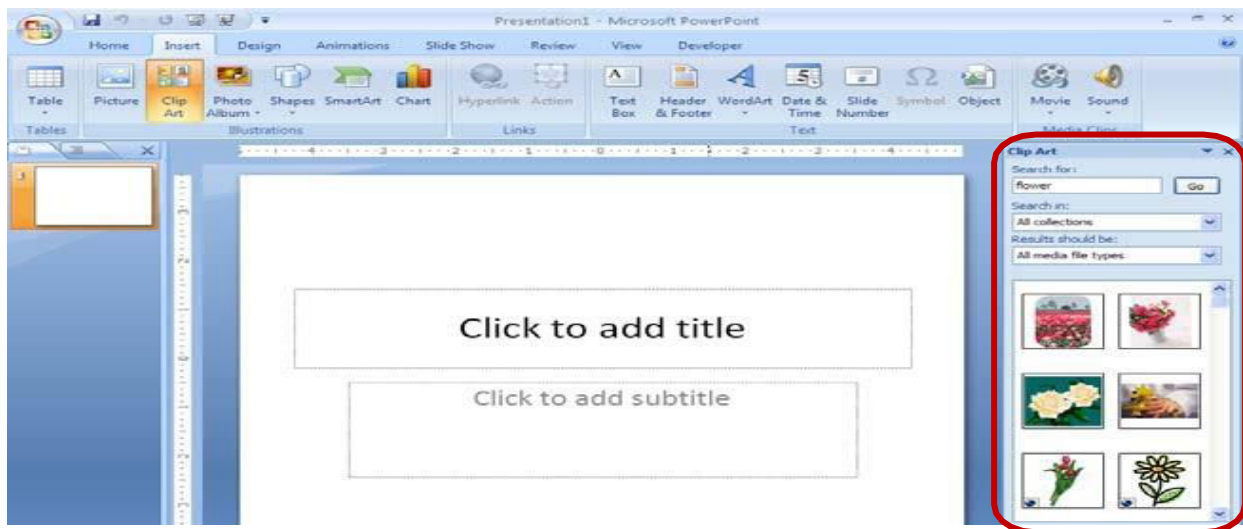 Presentation1 - Microsoft PowerPoint
Home Insert Design Animations Slide Show Review View Developer
Table Picture Clip Art Photo Album Shapes SmartArt Chart Hyperlink Action Text Box Header & Footer WordArt Date & Time Slide Number Symbol Object Movie Sound
Tables Illustrations Links Text Media Clips
Clip Art
Search for:
flower Go
Search in:
All collections
Results should be:
All media file types
Click to add title
Click to add subtitle